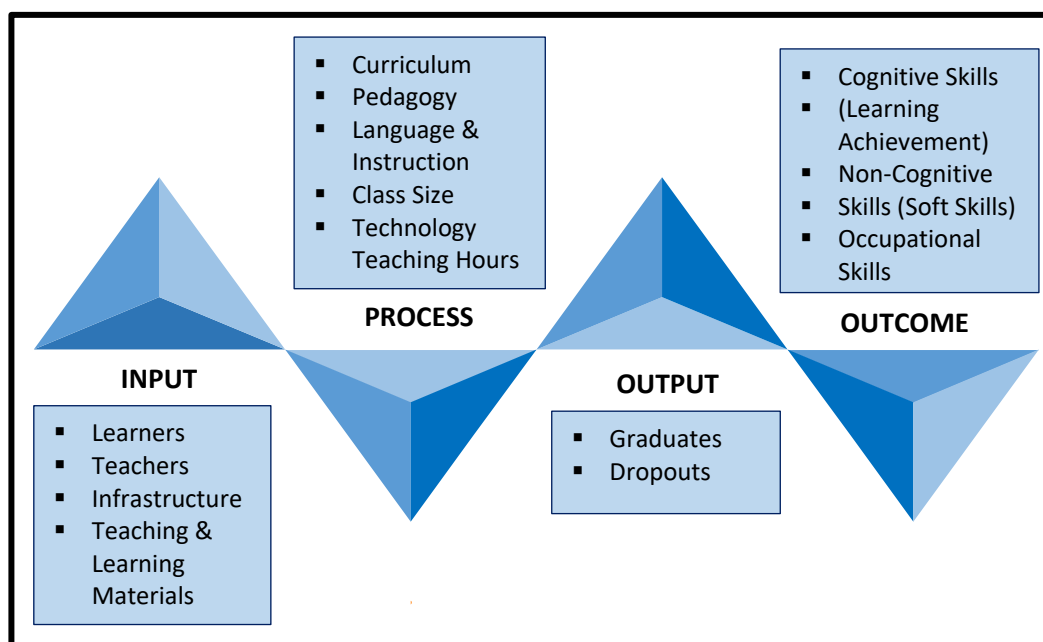 ▪ Curriculum
▪ Pedagogy
▪ Language &
Instruction
▪ Class Size
▪ Technology
Teaching Hours
PROCESS
▪ Cognitive Skills
▪ (Learning
Achievement)
▪ Non-Cognitive
▪ Skills (Soft Skills)
▪ Occupational
Skills
OUTCOME
INPUT
▪ Learners
▪ Teachers
▪ Infrastructure
▪ Teaching &
Learning
Materials
OUTPUT
▪ Graduates
▪ Dropouts